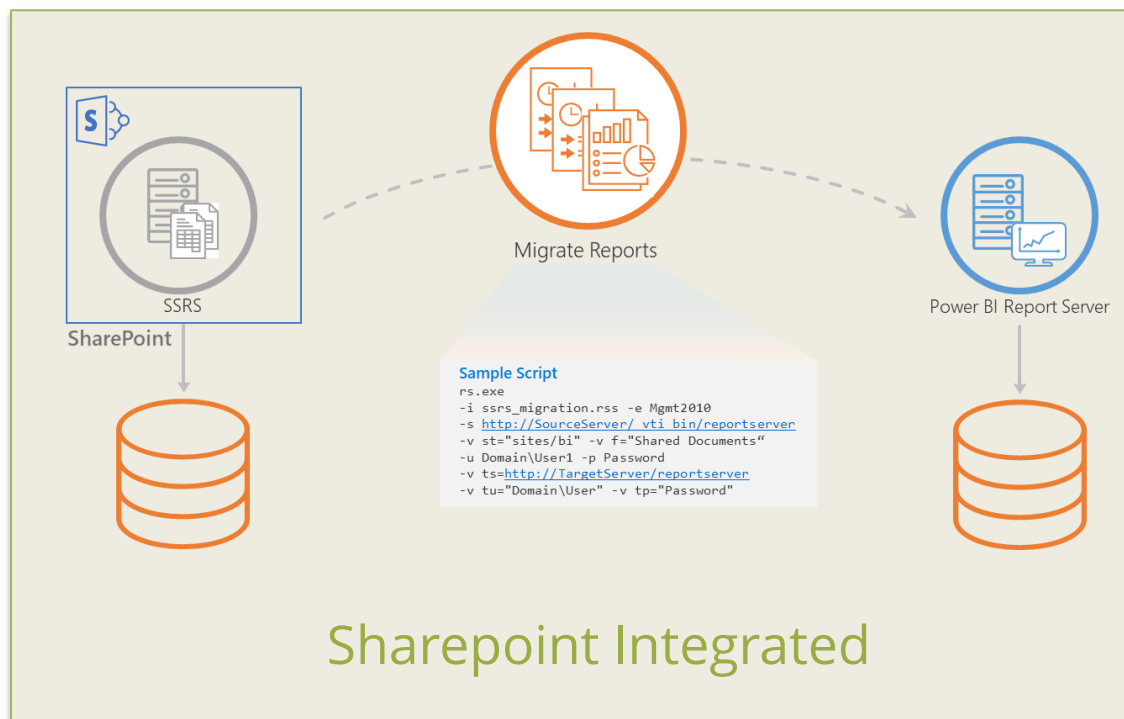 S
SSRS
SharePoint
Migrate Reports
Power BI Report Server
Sample Script
rs.exe
-i ssrs_migration.rss -e Mgmt2010
-s http://SourceServer/_vti_bin/reportserver
-v st="sites/bi" -v f="Shared Documents“
-u Domain\User1 -p Password
-v ts=http://TargetServer/reportserver
-v tu="Domain\User" -v tp="Password"
Sharepoint Integrated